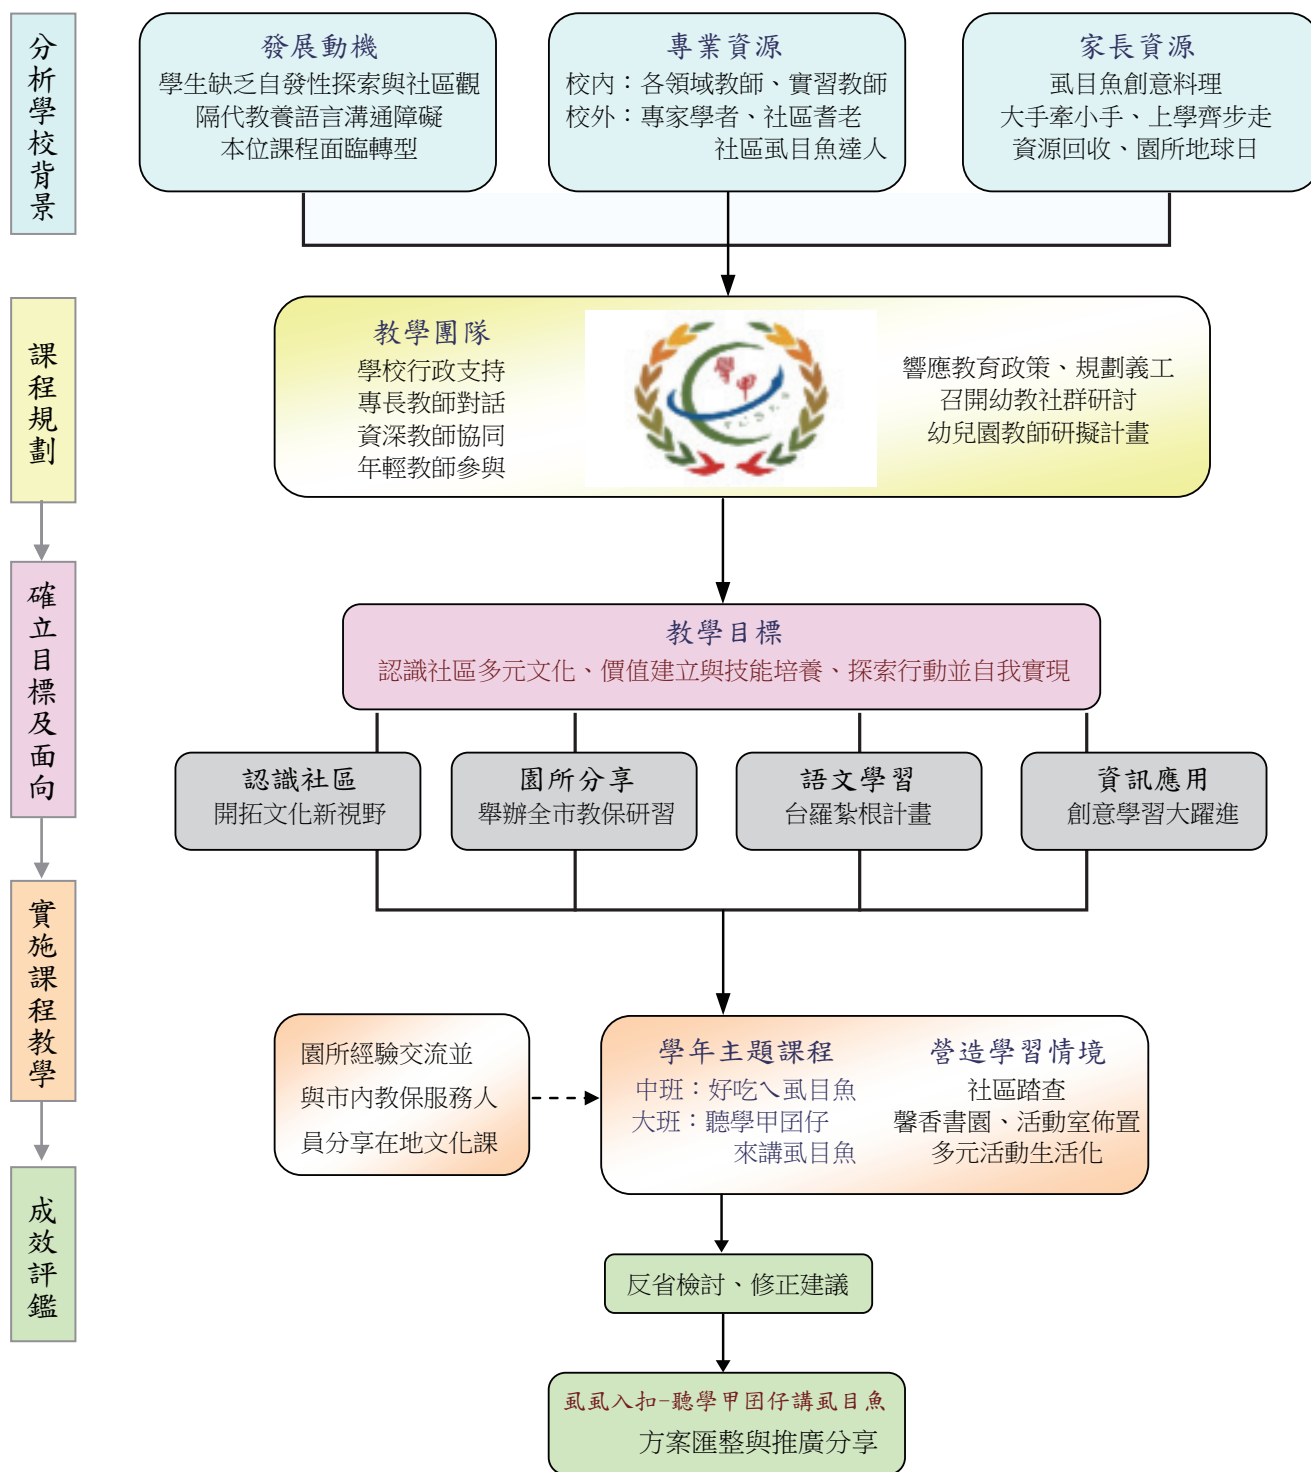 分析學校背景
發展動機
學生缺乏自發性探索與社區觀
隔代教養語言溝通障礙
本位課程面臨轉型
專業資源
校內：各領域教師、實習教師
校外：專家學者、社區耆老
社區虱目魚達人
家長資源
虱目魚創意料理
大手牽小手、上學齊步走
資源回收、園所地球日
課程規劃
教學團隊
學校行政支持
專長教師對話
資深教師協同
年輕教師參與
學甲
響應教育政策、規劃義工
召開幼教社群研討
幼兒園教師研擬計畫
確立目標及面向
教學目標
認識社區多元文化、價值建立與技能培養、探索行動並自我實現
認識社區
開拓文化新視野
園所分享
舉辦全市教保研習
語文學習
台羅紮根計畫
資訊應用
創意學習大躍進
實施課程教學
園所經驗交流並
與市內教保服務人
員分享在地文化課
學年主題課程
中班：好吃ㄟ虱目魚
大班：聽學甲囝仔
來講虱目魚
營造學習情境
社區踏查
馨香書園、活動室佈置
多元活動生活化
成效評鑑
反省檢討、修正建議
虱虱入扣-聽學甲囝仔講虱目魚
方案匯整與推廣分享